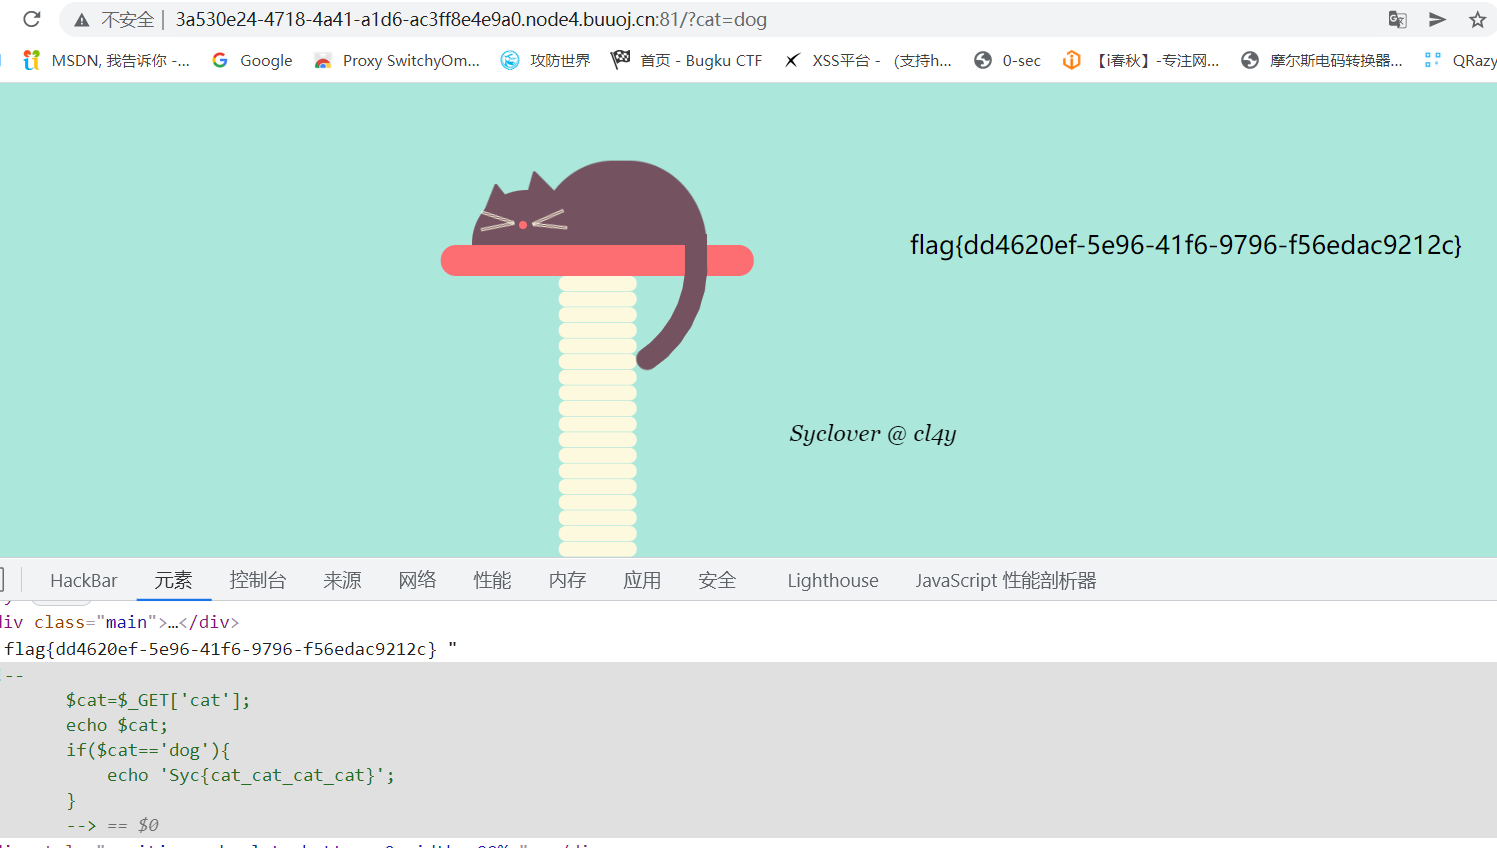 不安全 | 3a530e24-4718-4a41-a1d6-ac3ff8e4e9a0.node4.buuoj.cn:81/?cat=dog
MSDN, 我告诉你 -... Google Proxy SwitchyOm... 攻防世界 首页 - Bugku CTF XSS平台 - (支持h... 0-sec 【i春秋】-专注网... 摩尔斯电码转换器... QRazy
flag{dd4620ef-5e96-41f6-9796-f56edac9212c}
Syclover @ cl4y
HackBar 元素 控制台 来源 网络 性能 内存 应用 安全 Lighthouse JavaScript 性能剖析器
div class="main">…</div>
flag{dd4620ef-5e96-41f6-9796-f56edac9212c} "
--
$cat=$_GET['cat'];
echo $cat;
if($cat=='dog'){
echo 'Syc{cat_cat_cat_cat}';
}
--> == $0